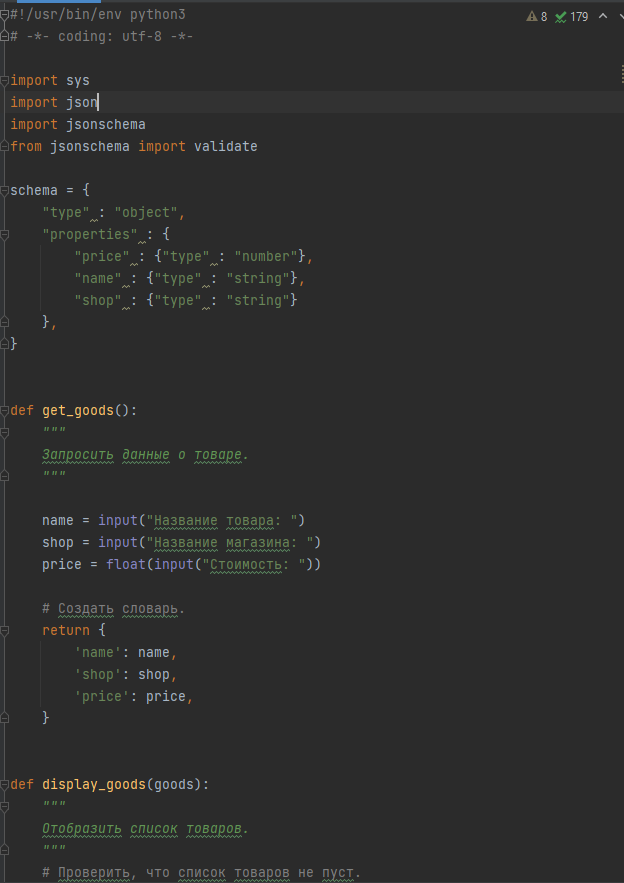 #!/usr/bin/env python3
8 179
# -*- coding: utf-8 -*-
import sys
import json
import jsonschema
from jsonschema import validate
schema = {
    "type" : "object",
    "properties" : {
        "price" : {"type" : "number"},
        "name" : {"type" : "string"},
        "shop" : {"type" : "string"}
    },
}
def get_goods():
    """
    Запросить данные о товаре.
    """
    name = input("Название товара: ")
    shop = input("Название магазина: ")
    price = float(input("Стоимость: "))
    # Создать словарь.
    return {
        'name': name,
        'shop': shop,
        'price': price,
    }
def display_goods(goods):
    """
    Отобразить список товаров.
    """
    # Проверить, что список товаров не пуст.